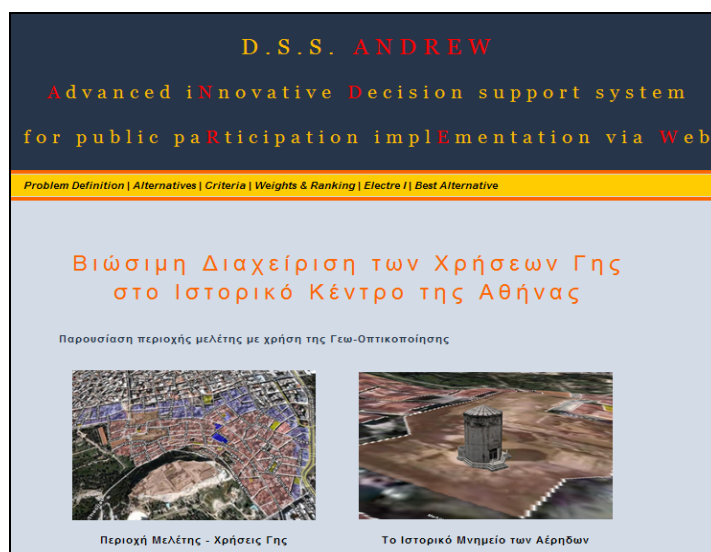 D.S.S. ANDREW
Advanced iNnovative Decision support system
for public paRticipation implEmentation via Web
Problem Definition | Alternatives | Criteria | Weights & Ranking | Electre I | Best Alternative
Βιώσιμη Διαχείριση των Χρήσεων Γης
στο Ιστορικό Κέντρο της Αθήνας
Παρουσίαση περιοχής μελέτης με χρήση της Γεω-Οπτικοποίησης
Περιοχή Μελέτης - Χρήσεις Γης
Το Ιστορικό Μνημείο των Αέρηδων